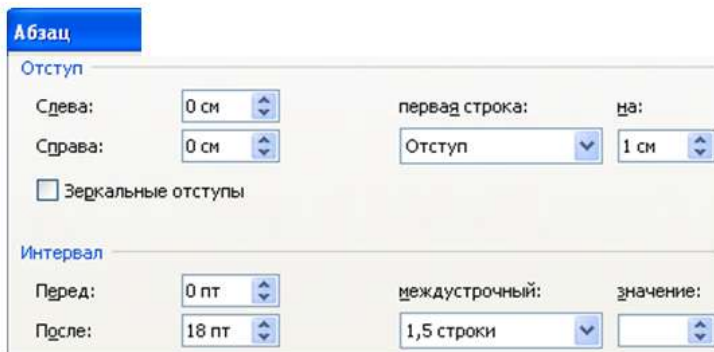 Абзац
Отступ
Слева: 0 см первая строка: на:
Справа: 0 см Отступ 1 см
Зеркальные отступы
Интервал
Перед: 0 пт междустрочный: значение:
После: 18 пт 1,5 строки